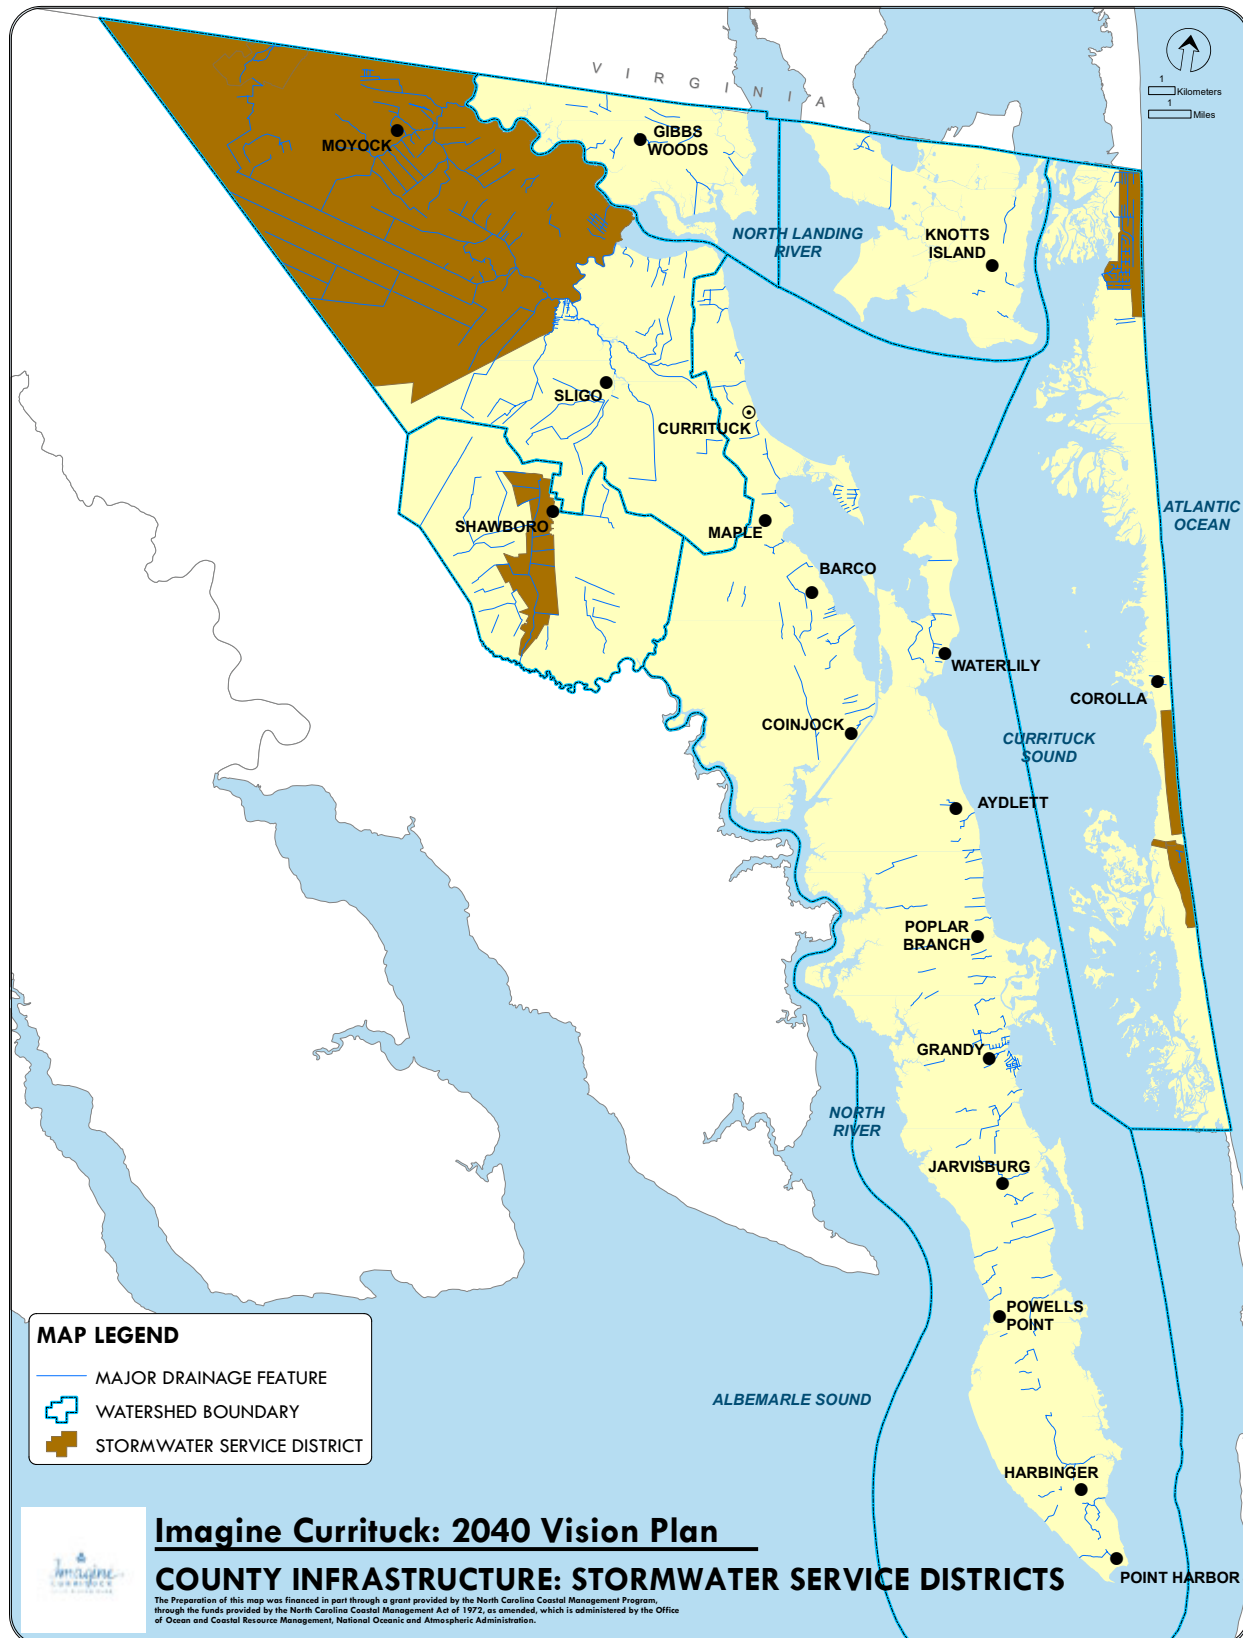 VIRGINIA
1
Kilometers
1
Miles
MOYOCK
GIBBS
WOODS
NORTH LANDING
RIVER
KNOTTS
ISLAND
SLIGO
CURRITUCK
SHAWBORO
MAPLE
ATLANTIC
OCEAN
BARCO
WATERLILY
COROLLA
COINJOCK
CURRITUCK
SOUND
AYDLETT
POPLAR
BRANCH
GRANDY
NORTH
RIVER
JARVISBURG
POWELLS
POINT
ALBEMARLE SOUND
HARBINGER
POINT HARBOR
MAP LEGEND
MAJOR DRAINAGE FEATURE
WATERSHED BOUNDARY
STORMWATER SERVICE DISTRICT
Imagine
CURRITUCK
Imagine Currituck: 2040 Vision Plan
COUNTY INFRASTRUCTURE: STORMWATER SERVICE DISTRICTS
The Preparation of this map was financed in part through a grant provided by the North Carolina Coastal Management Program,
through the funds provided by the North Carolina Coastal Management Act of 1972, as amended, which is administered by the Office
of Ocean and Coastal Resource Management, National Oceanic and Atmospheric Administration.